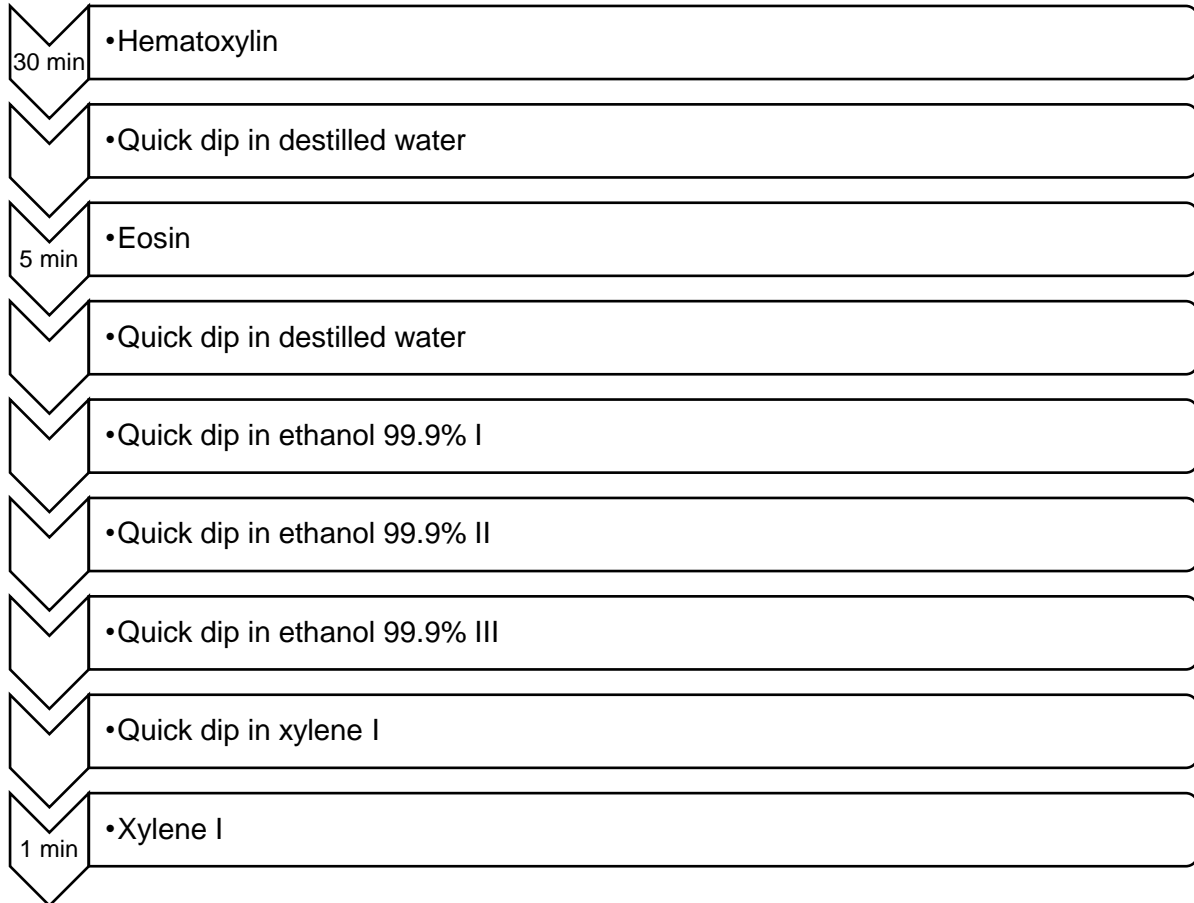 30 min
•Hematoxylin
•Quick dip in destilled water
5 min
•Eosin
•Quick dip in destilled water
•Quick dip in ethanol 99.9% I
•Quick dip in ethanol 99.9% II
•Quick dip in ethanol 99.9% III
•Quick dip in xylene I
1 min
•Xylene I